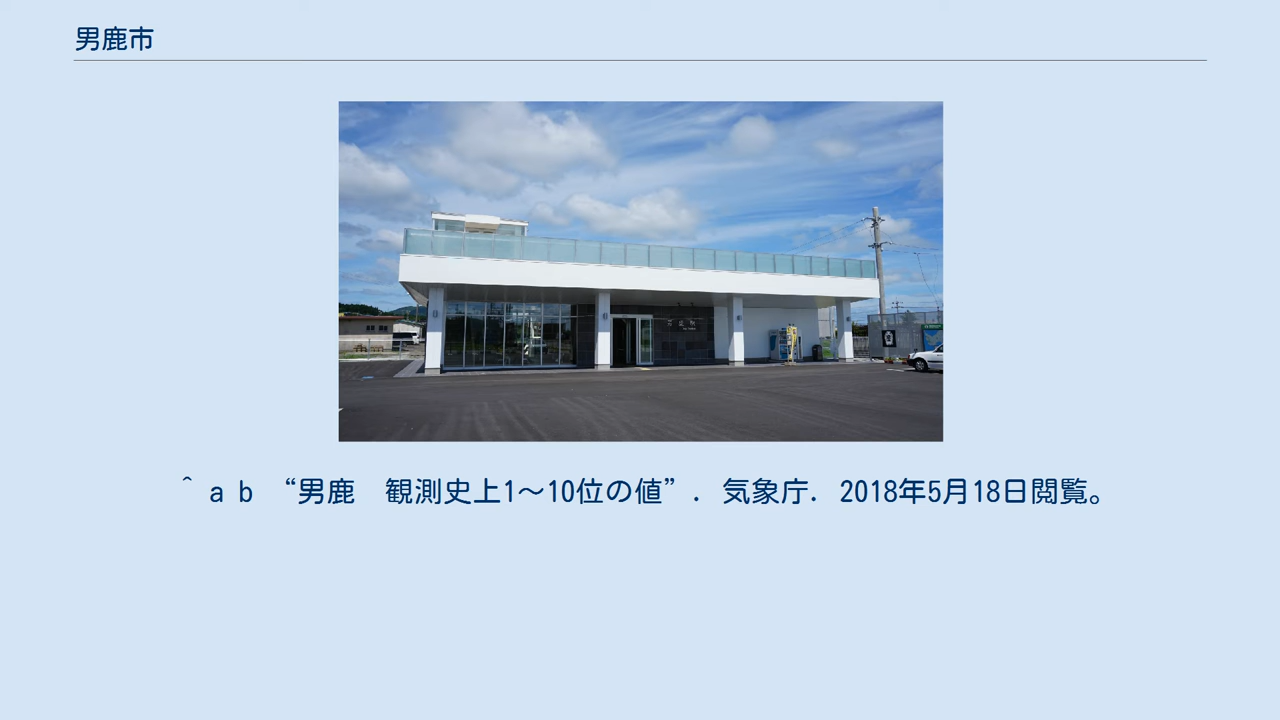 男鹿市
^ a b “男鹿　観測史上1～10位の値”. 気象庁. 2018年5月18日閲覧。